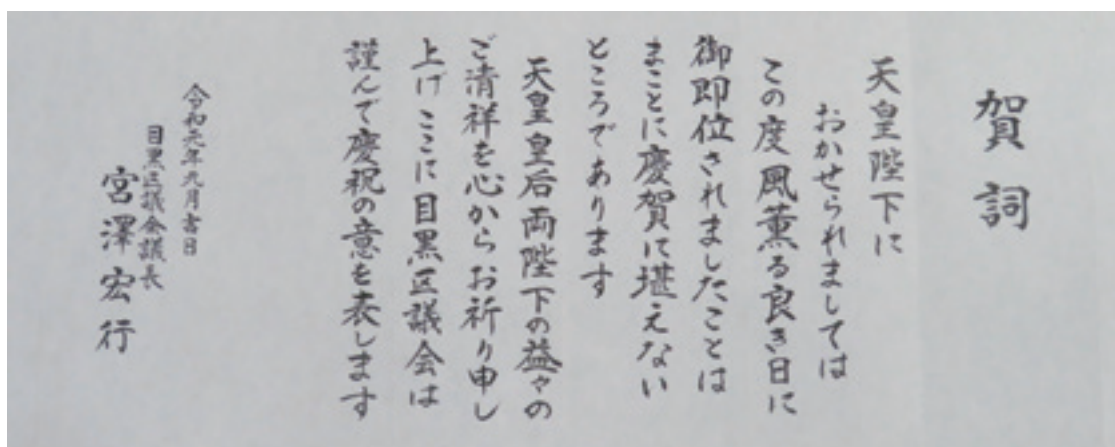 賀詞
天皇陛下に
おかせられましては
この度風薫る良き日に
御即位されましたことは
まことに慶賀に堪えない
ところであります
天皇皇后両陛下の益々の
ご清祥を心からお祈り申し
上げここに目黒区議会は
謹んで慶祝の意を表します
令和元年
目黒区議会議長
宮澤宏行